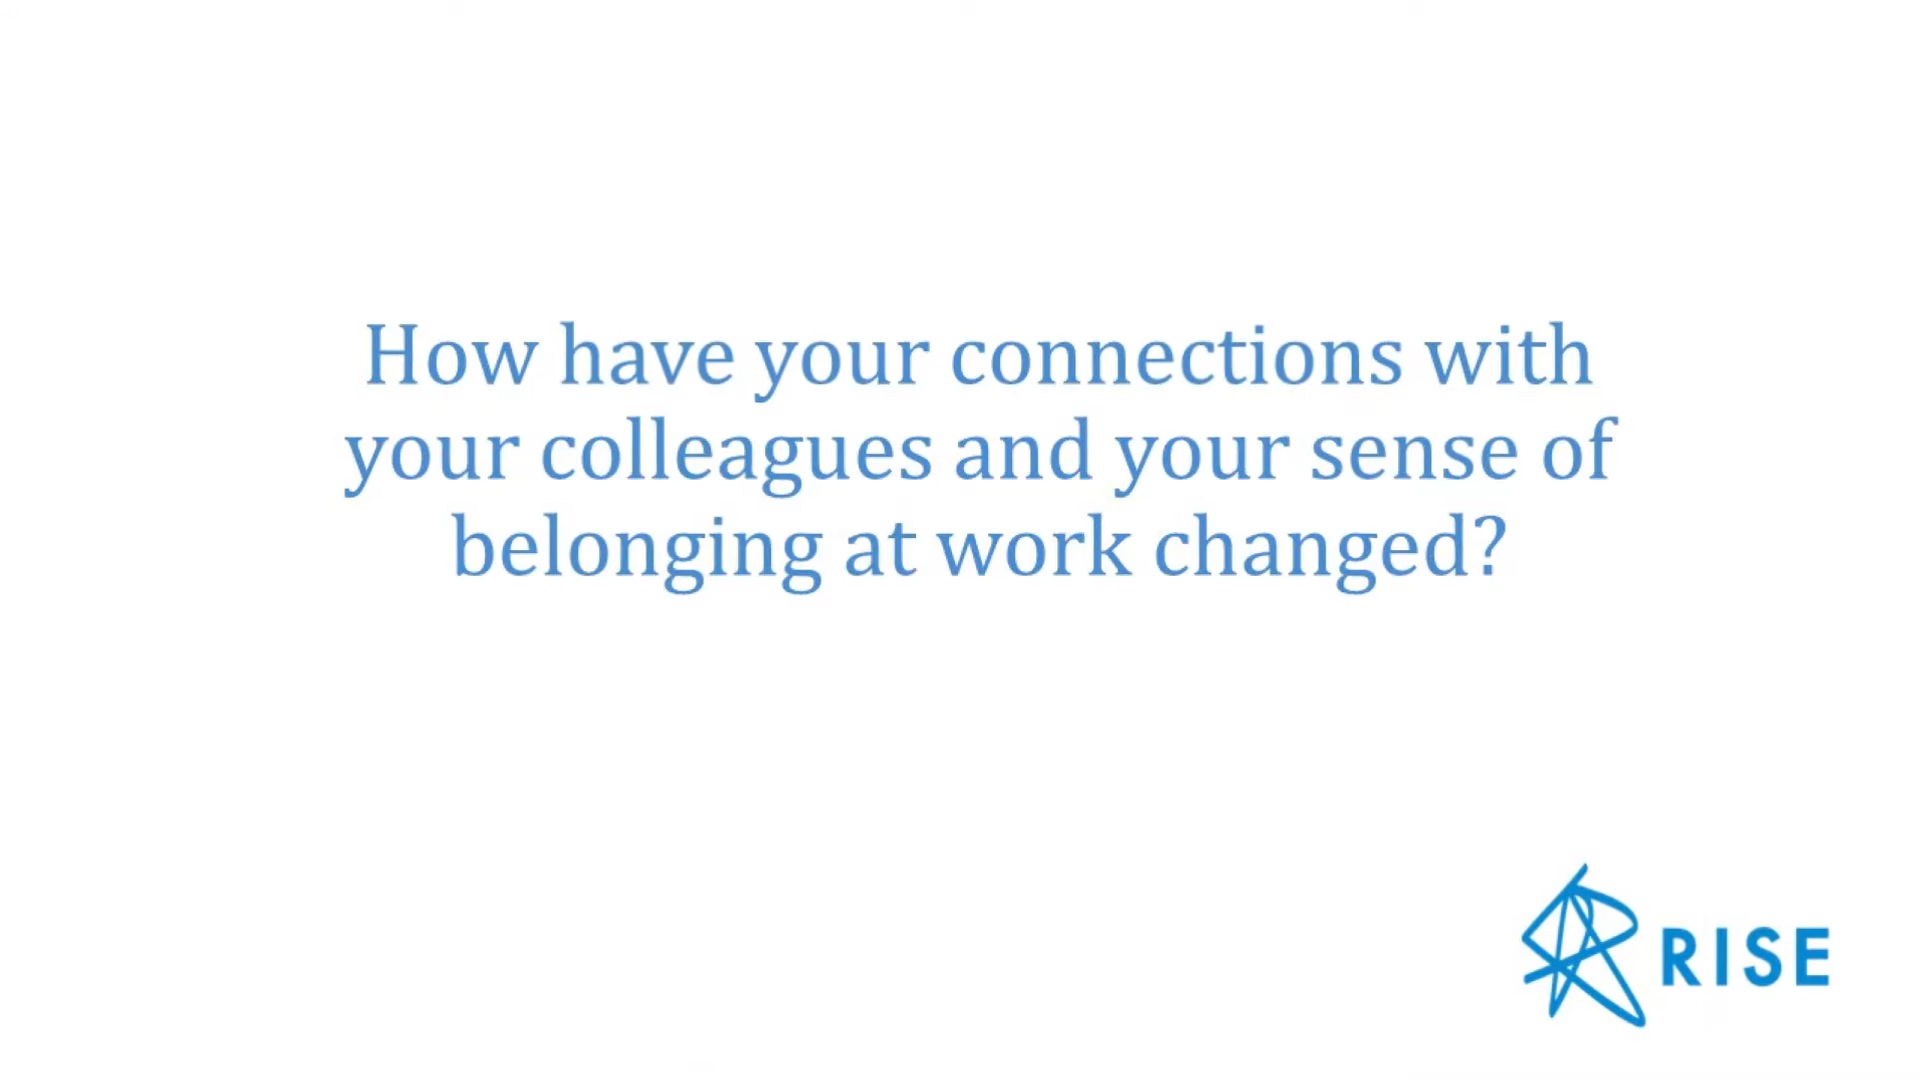 How have your connections with
your colleagues and your sense of
belonging at work changed?
RISE